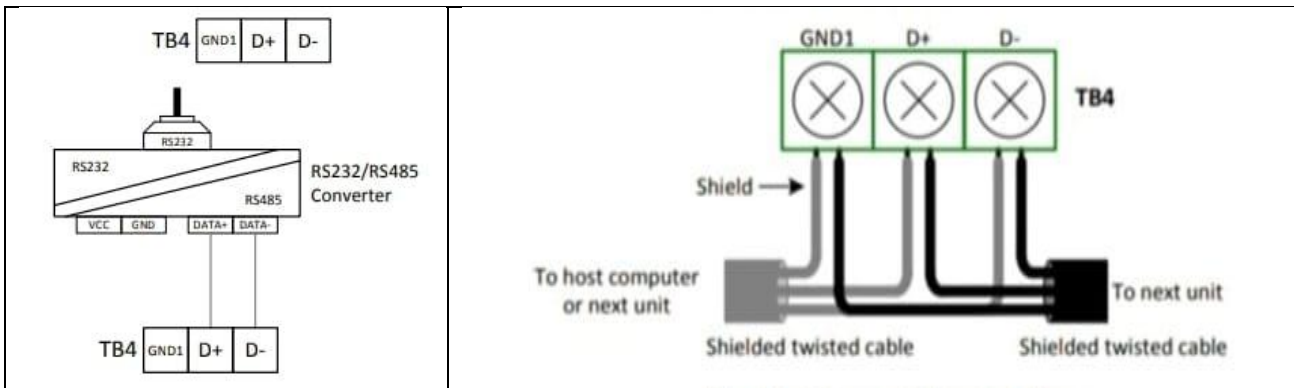 TB4 GND1 D+ D-
RS232
RS232
RS485
RS232/RS485
Converter
VCC GND DATA+ DATA-
TB4 GND1 D+ D-
GND1 D+ D-
TB4
Shield
To host computer
or next unit
To next unit
Shielded twisted cable
Shielded twisted cable